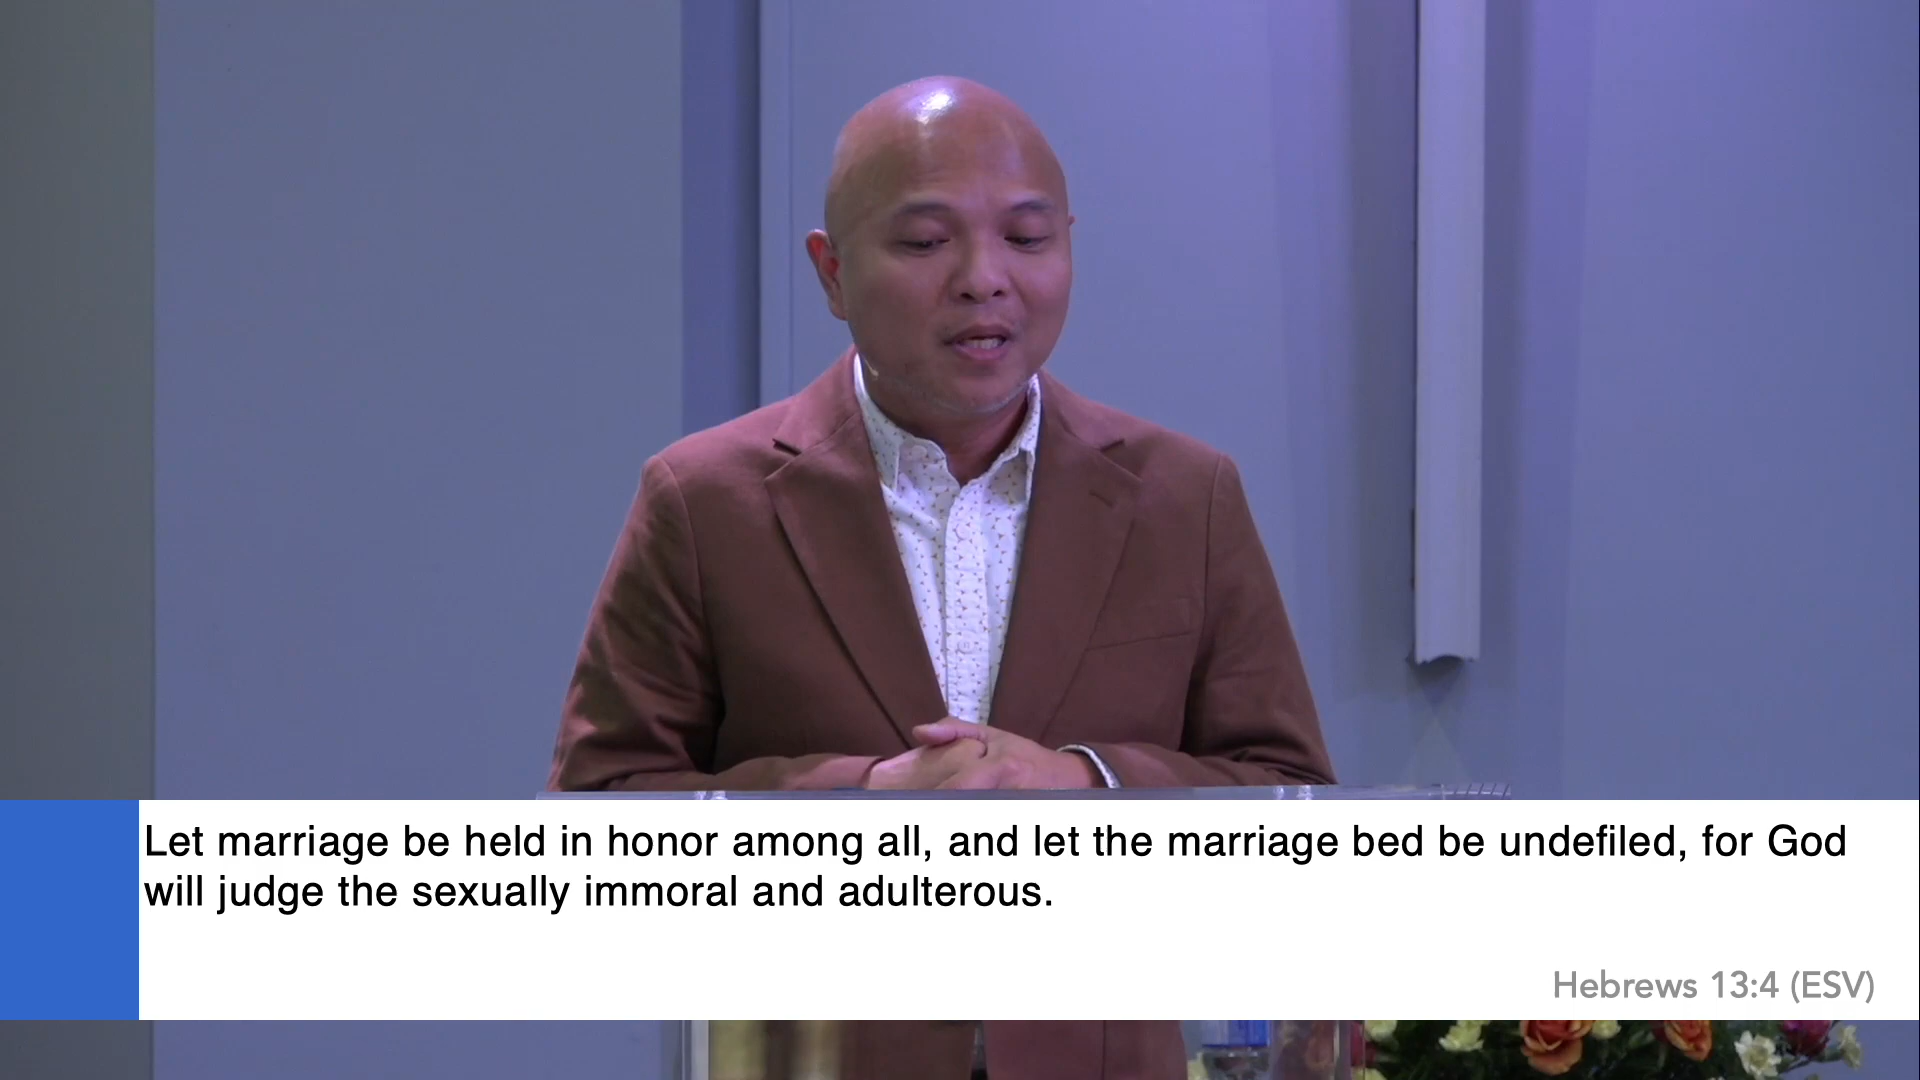 Let marriage be held in honor among all, and let the marriage bed be undefiled, for God
will judge the sexually immoral and adulterous.
Hebrews 13:4 (ESV)